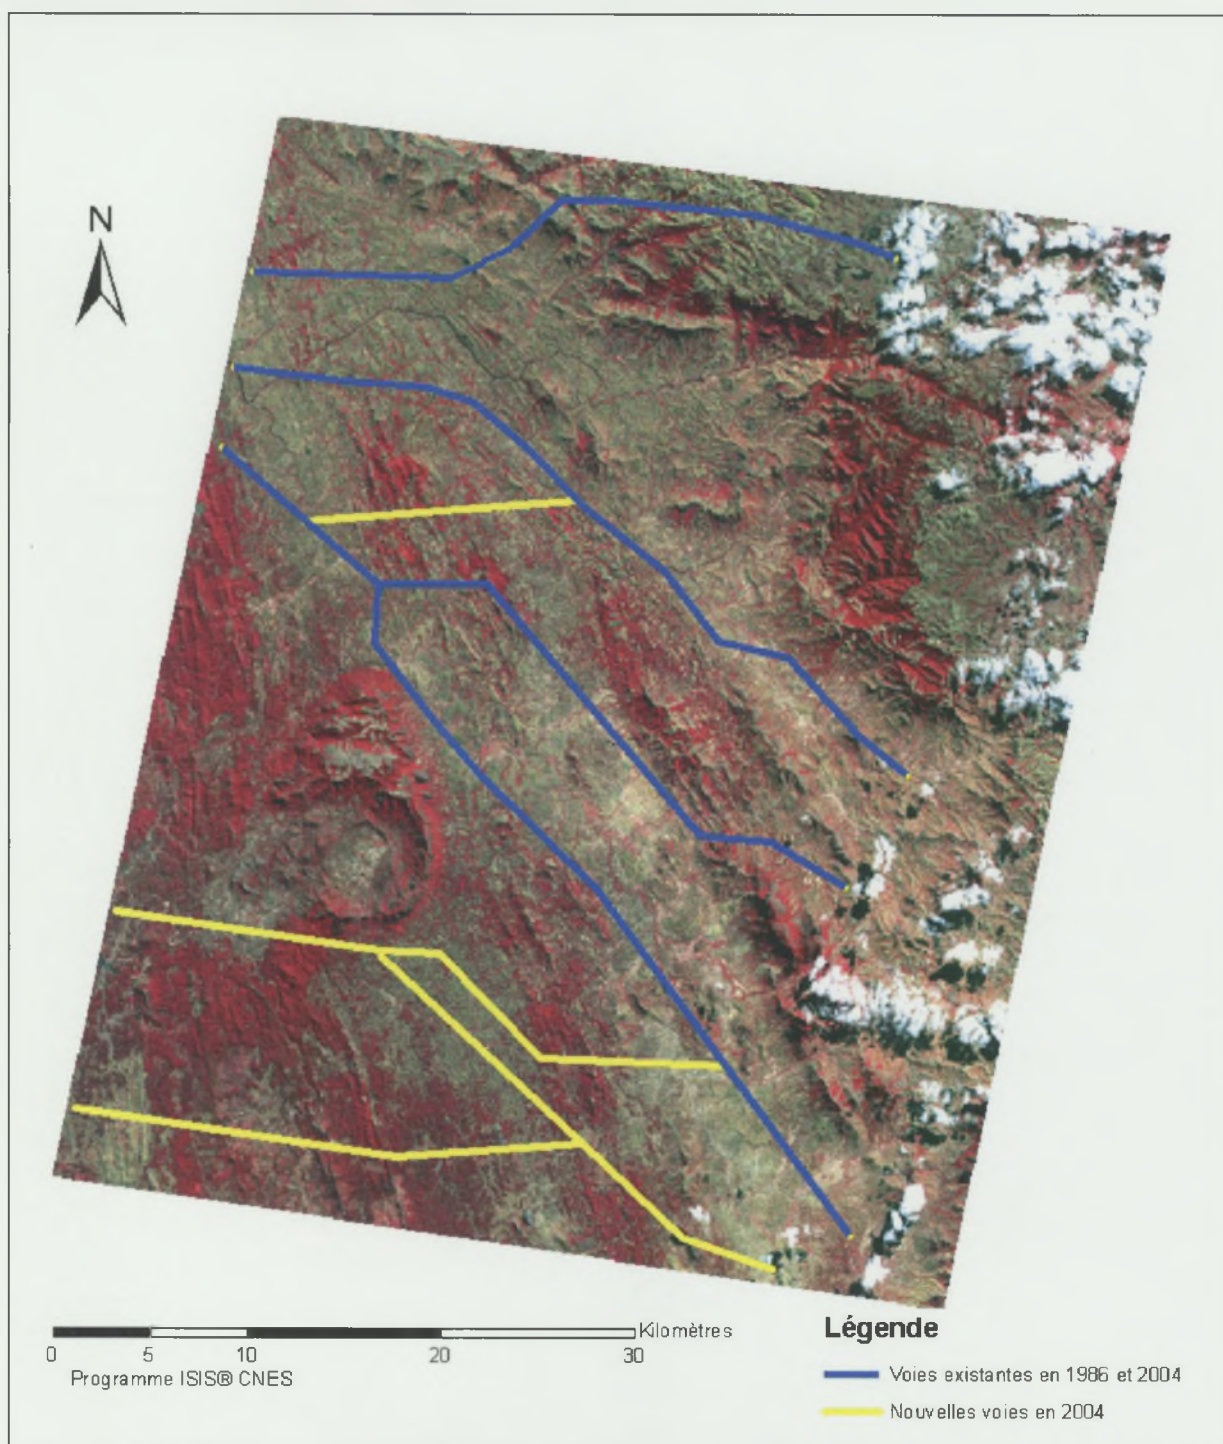 N
Kilomètres
0 5 10 20 30
Programme ISIS® CNES
Légende
Voies existantes en 1986 et 2004
Nouvelles voies en 2004